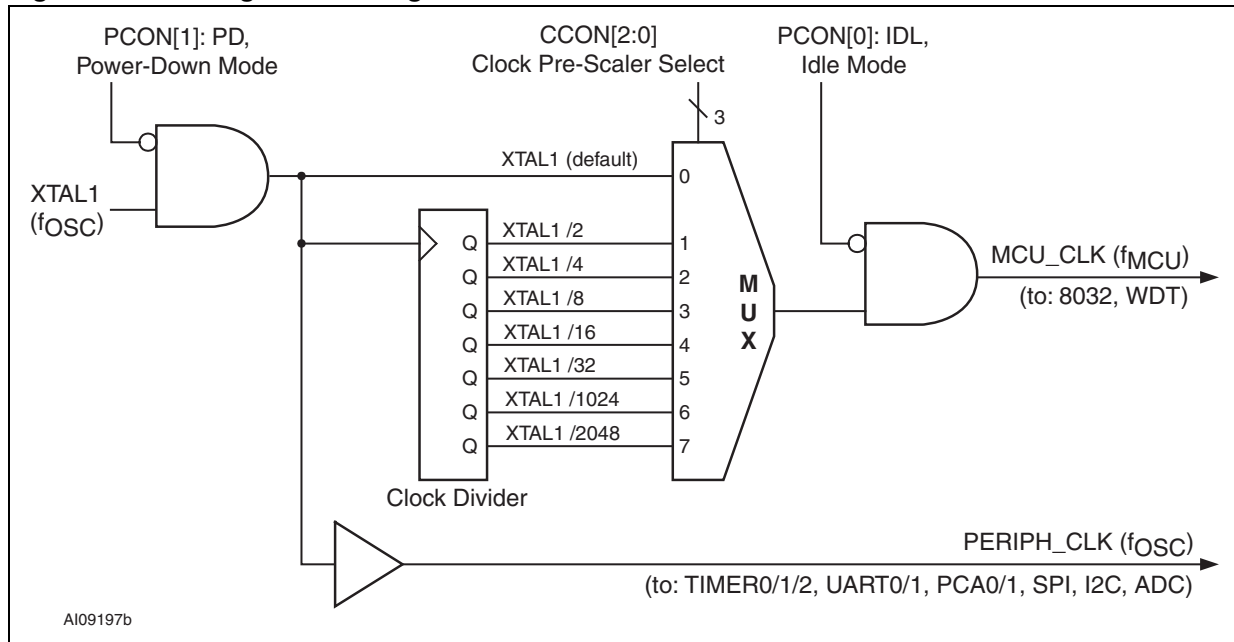 PCON[1]: PD,
Power-Down Mode
CCON[2:0]
Clock Pre-Scaler Select
PCON[0]: IDL,
Idle Mode
3
XTAL1 (default)
0
XTAL1
(fOSC)
Q
XTAL1 /2
1
Q
XTAL1 /4
2
Q
XTAL1 /8
3
Q
XTAL1 /16
4
Q
XTAL1 /32
5
Q
XTAL1 /1024
6
Q
XTAL1 /2048
7
M
U
X
MCU_CLK (fMCU)
(to: 8032, WDT)
Clock Divider
PERIPH_CLK (fOSC)
(to: TIMER0/1/2, UART0/1, PCA0/1, SPI, I2C, ADC)
AI09197b